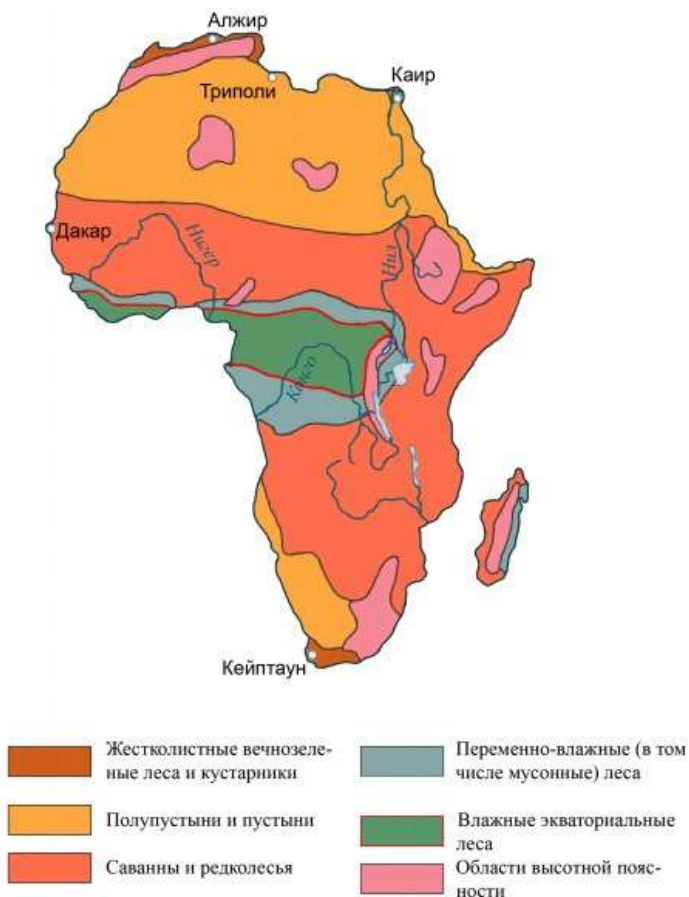 Алжир
Триполи
Каир
Дакар
Нигер
Нил
Конго
Кейптаун
Жестколистные вечнозеле-
ные леса и кустарники
Полупустыни и пустыни
Саванны и редколесья
Переменно-влажные (в том
числе мусонные) леса
Влажные экваториальные
леса
Области высотной пояс-
ности